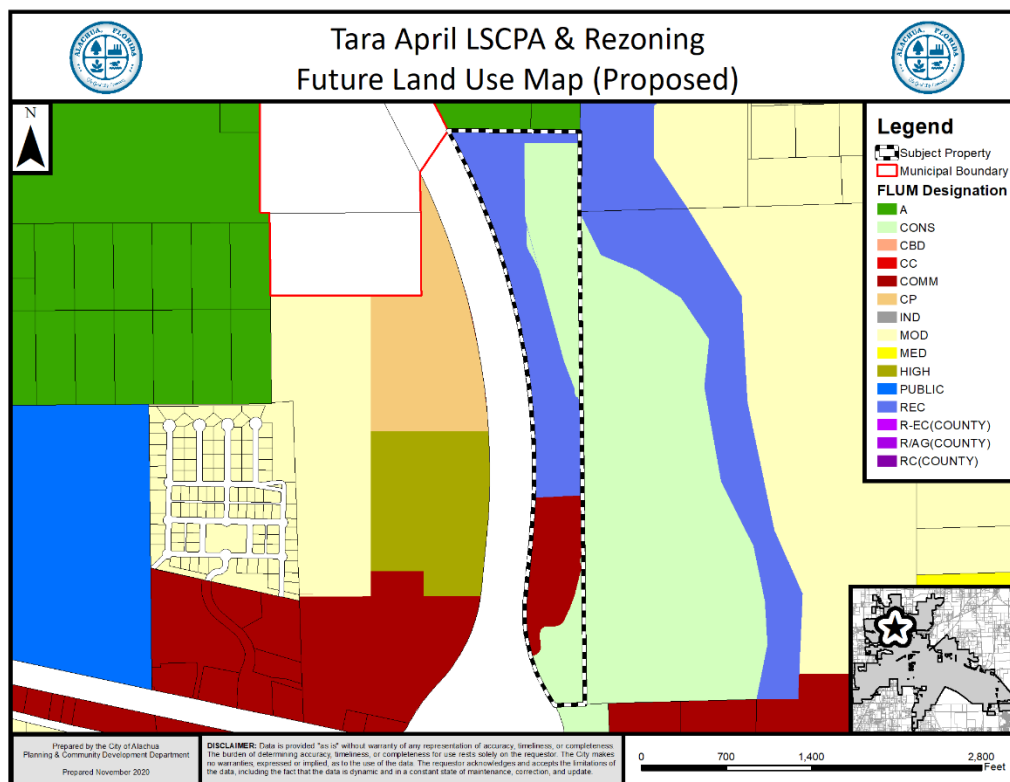 Tara April LSCPA & Rezoning
Future Land Use Map (Proposed)
ALACHUA, FLORIDA
N
Legend
Subject Property
Municipal Boundary
FLUM Designation
A
CONS
CBD
CC
COMM
CP
IND
MOD
MED
HIGH
PUBLIC
REC
R-EC(COUNTY)
R/AG(COUNTY)
RC(COUNTY)
Prepared by the City of Alachua
Planning & Community Development Department
Prepared November 2020
DISCLAIMER: Data is provided "as is" without warranty of any representation of accuracy, timeliness, or completeness.
The burden of determining accuracy, timeliness, or completeness for use rests solely on the requestor. The City makes
no warranties, expressed or implied, as to the use of the data. The requestor acknowledges and accepts the limitations of
the data, including the fact that the data is dynamic and in a constant state of maintenance, correction, and update.
0 700 1,400 2,800
Feet